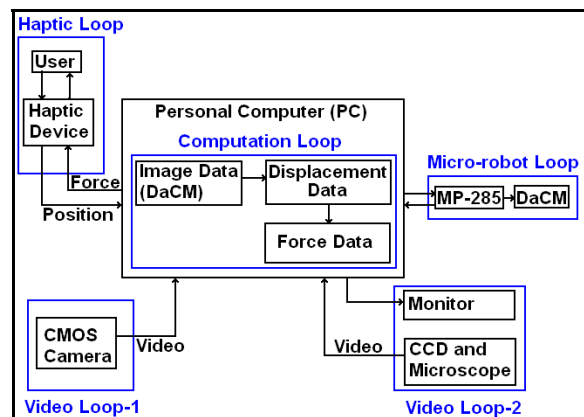 Haptic Loop
User
Haptic
Device
Force
Position
Personal Computer (PC)
Computation Loop
Image Data
(DaCM)
Displacement
Data
Force Data
Micro-robot Loop
MP-285
DaCM
CMOS
Camera
Video
Video Loop-1
Monitor
Video
CCD and
Microscope
Video Loop-2